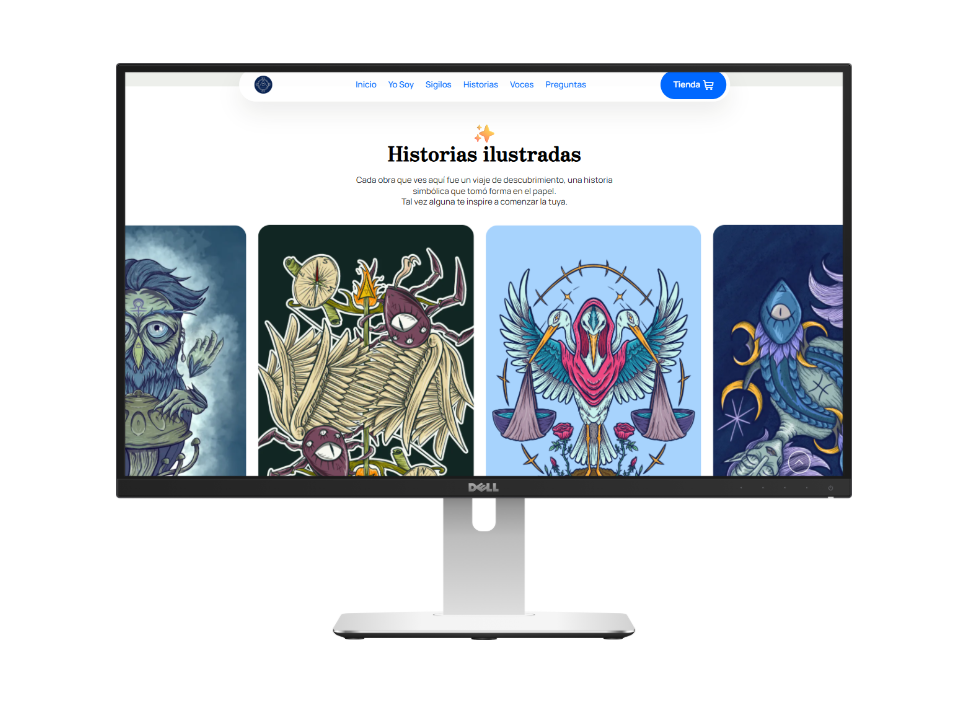 Inicio Yo Soy Sigilos Historias Voces Preguntas Tienda
Historias ilustradas
Cada obra que ves aquí fue un viaje de descubrimiento, una historia
simbólica que tomó forma en el papel.
Tal vez alguna te inspire a comenzar la tuya.
DELL